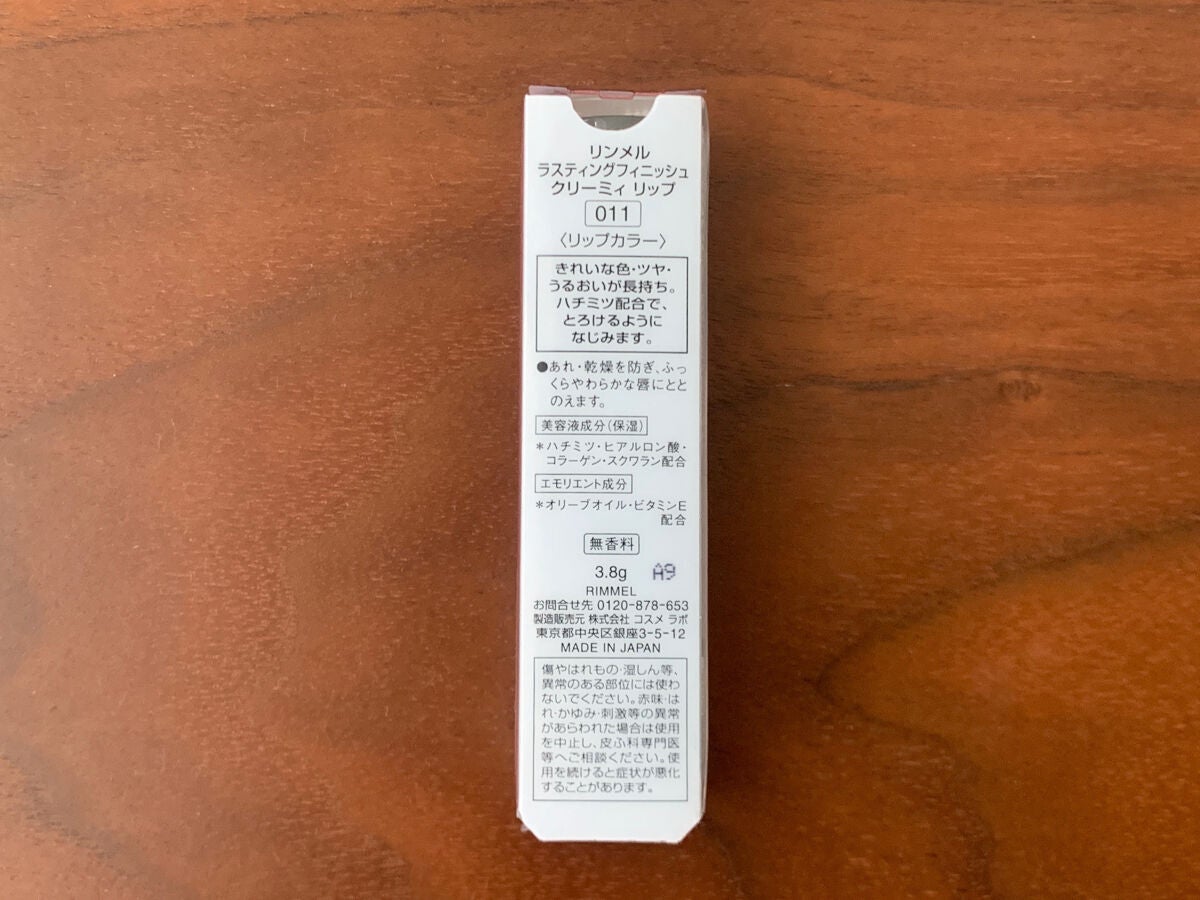 リンメル
ラスティングフィニッシュ
クリーミィ リップ
011
〈リップカラー〉
きれいな色・ツヤ・
うるおいが長持ち。
ハチミツ配合で、
とろけるように
なじみます。
●あれ・乾燥を防ぎ、ふっ
くらやわらかな唇にとと
のえます。
美容液成分(保湿)
*ハチミツ・ヒアルロン酸・
コラーゲン・スクワラン配合
エモリエント成分
*オリーブオイル・ビタミンE
配合
無香料
3.8g A9
RIMMEL
お問合せ先 0120-878-653
製造販売元 株式会社 コスメ ラボ
東京都中央区銀座3-5-12
MADE IN JAPAN
傷やはれもの・湿しん等、
異常のある部位には使わ
ないでください。赤味・は
れ・かゆみ・刺激等の異常
があらわれた場合は使用
を中止し、皮ふ科専門医
等へご相談ください。使
用を続けると症状が悪化
することがあります。